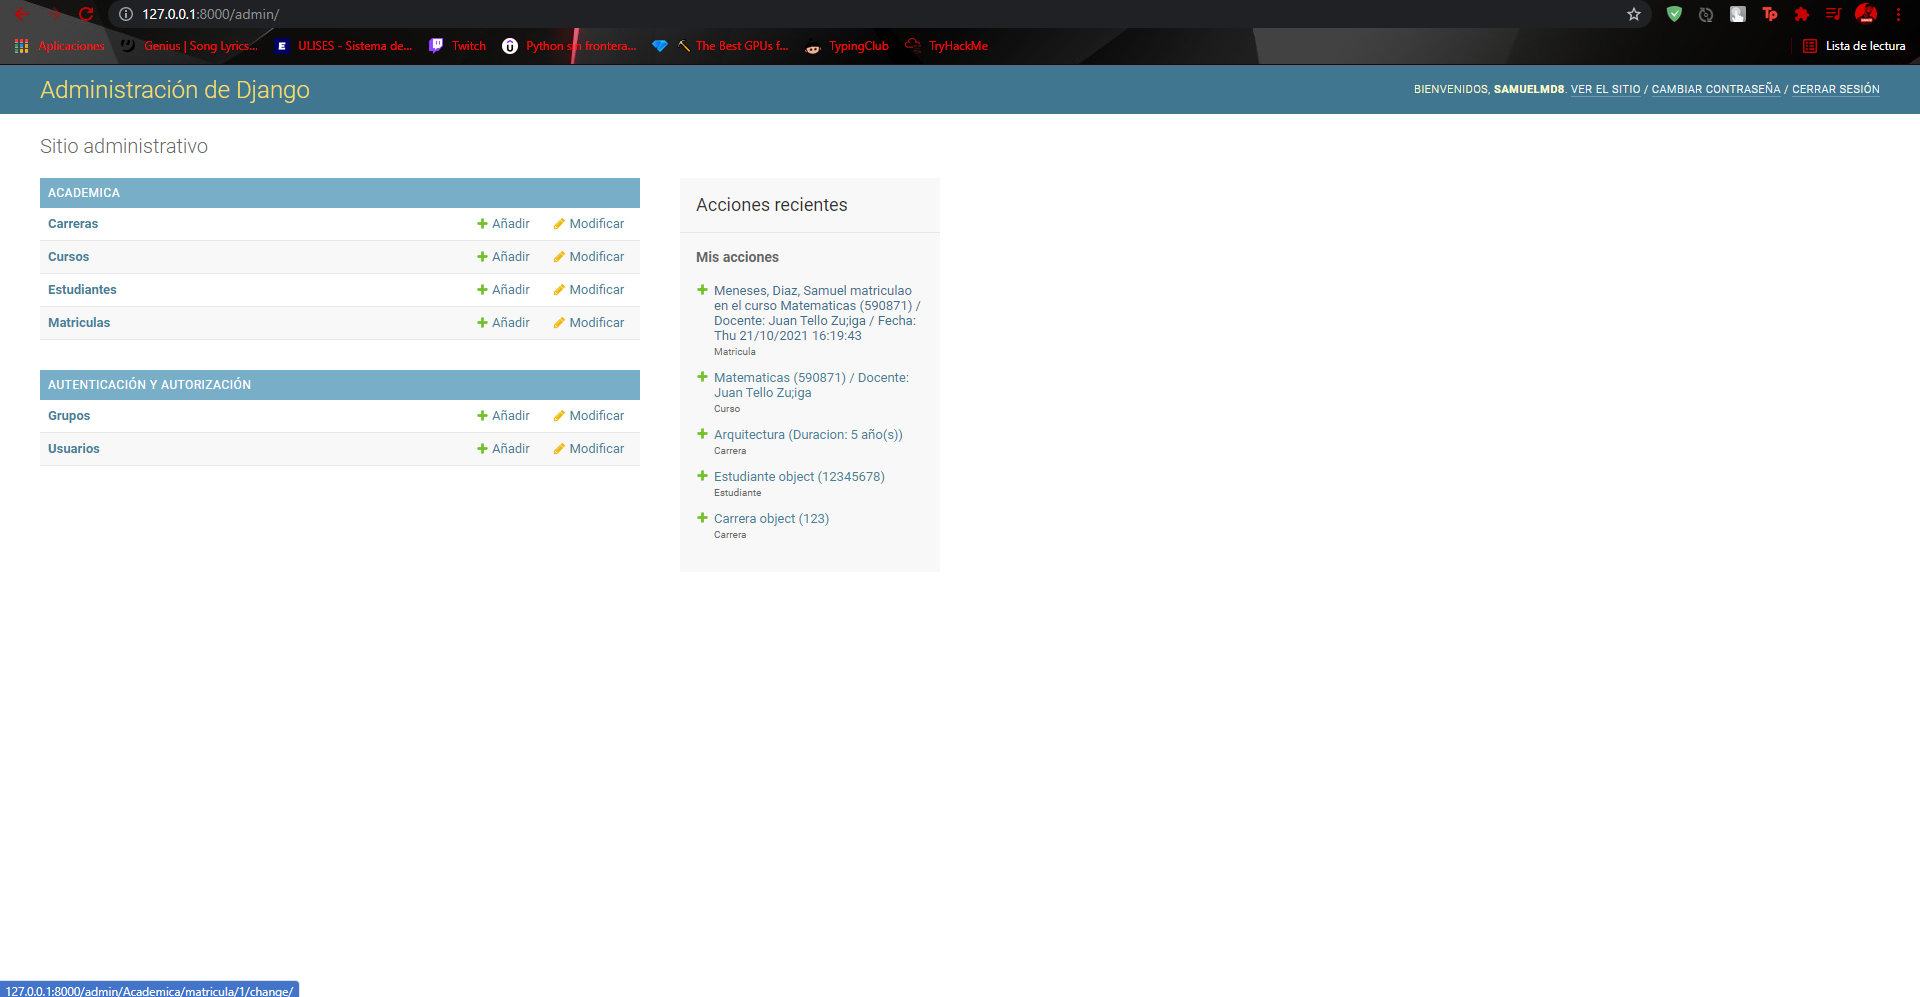 127.0.0.1:8000/admin/
Aplicaciones Genius | Song Lyrics... ULISES - Sistema de... Twitch Python sin frontera... The Best GPUs f... TypingClub TryHackMe Lista de lectura
Administración de Django BIENVENIDOS, SAMUELMD8. VER EL SITIO / CAMBIAR CONTRASEÑA / CERRAR SESIÓN
Sitio administrativo
ACADEMICA
Carreras Añadir Modificar
Cursos Añadir Modificar
Estudiantes Añadir Modificar
Matriculas Añadir Modificar
AUTENTICACIÓN Y AUTORIZACIÓN
Grupos Añadir Modificar
Usuarios Añadir Modificar
Acciones recientes
Mis acciones
Meneses, Diaz, Samuel matriculao
en el curso Matematicas (590871) /
Docente: Juan Tello Zu;iga / Fecha:
Thu 21/10/2021 16:19:43
Matricula
Matematicas (590871) / Docente:
Juan Tello Zu;iga
Curso
Arquitectura (Duracion: 5 año(s))
Carrera
Estudiante object (12345678)
Estudiante
Carrera object (123)
Carrera
127.0.0.1:8000/admin/Academica/matricula/1/change/